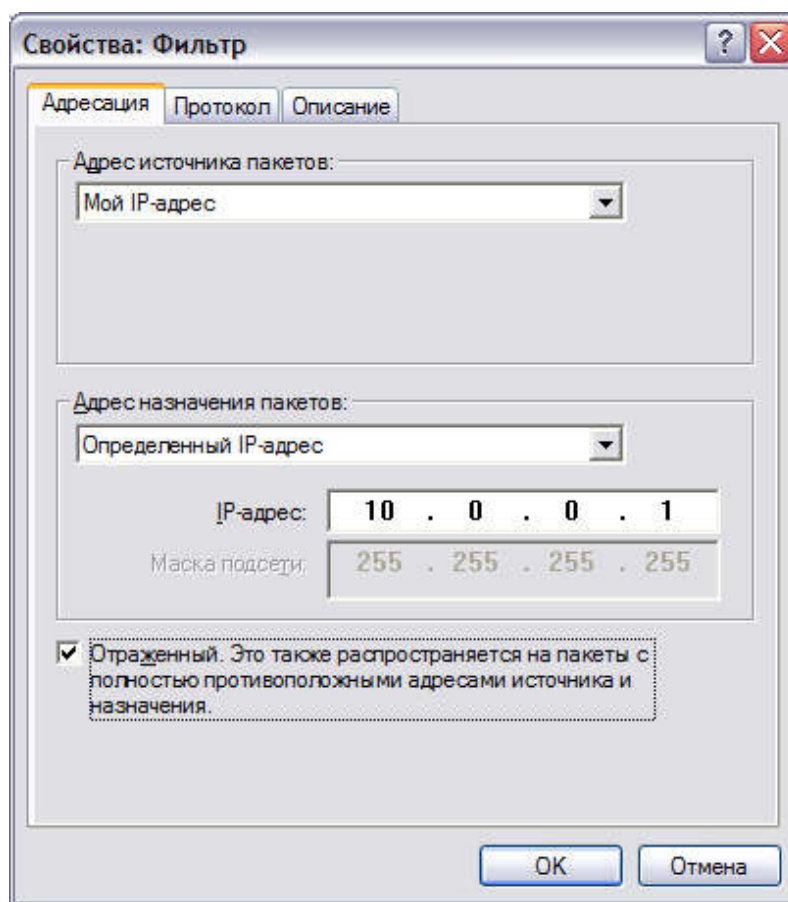 Свойства: Фильтр
Адресация Протокол Описание
Адрес источника пакетов:
Мой IP-адрес
Адрес назначения пакетов:
Определенный IP-адрес
IP-адрес: 10 . 0 . 0 . 1
Маска подсети: 255 . 255 . 255 . 255
Отраженный. Это также распространяется на пакеты с
полностью противоположными адресами источника и
назначения.
OK Отмена